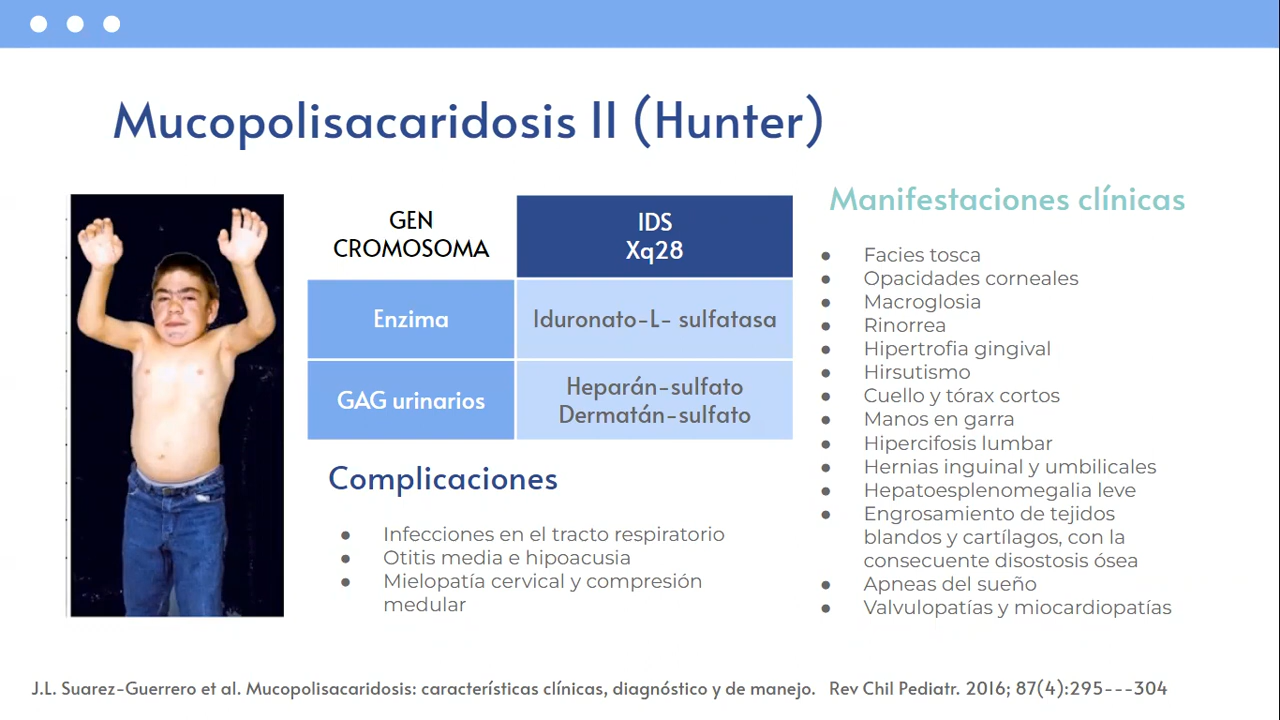 Mucopolisacaridosis II (Hunter)
GEN
CROMOSOMA
IDS
Xq28
Enzima
Iduronato-L- sulfatasa
GAG urinarios
Heparán-sulfato
Dermatán-sulfato
Complicaciones
● Infecciones en el tracto respiratorio
● Otitis media e hipoacusia
● Mielopatía cervical y compresión
medular
Manifestaciones clínicas
● Facies tosca
● Opacidades corneales
● Macroglosia
● Rinorrea
● Hipertrofia gingival
● Hirsutismo
● Cuello y tórax cortos
● Manos en garra
● Hipercifosis lumbar
● Hernias inguinal y umbilicales
● Hepatoesplenomegalia leve
● Engrosamiento de tejidos
blandos y cartílagos, con la
consecuente disostosis ósea
● Apneas del sueño
● Valvulopatías y miocardiopatías
J.L. Suarez-Guerrero et al. Mucopolisacaridosis: características clínicas, diagnóstico y de manejo. Rev Chil Pediatr. 2016; 87(4):295---304